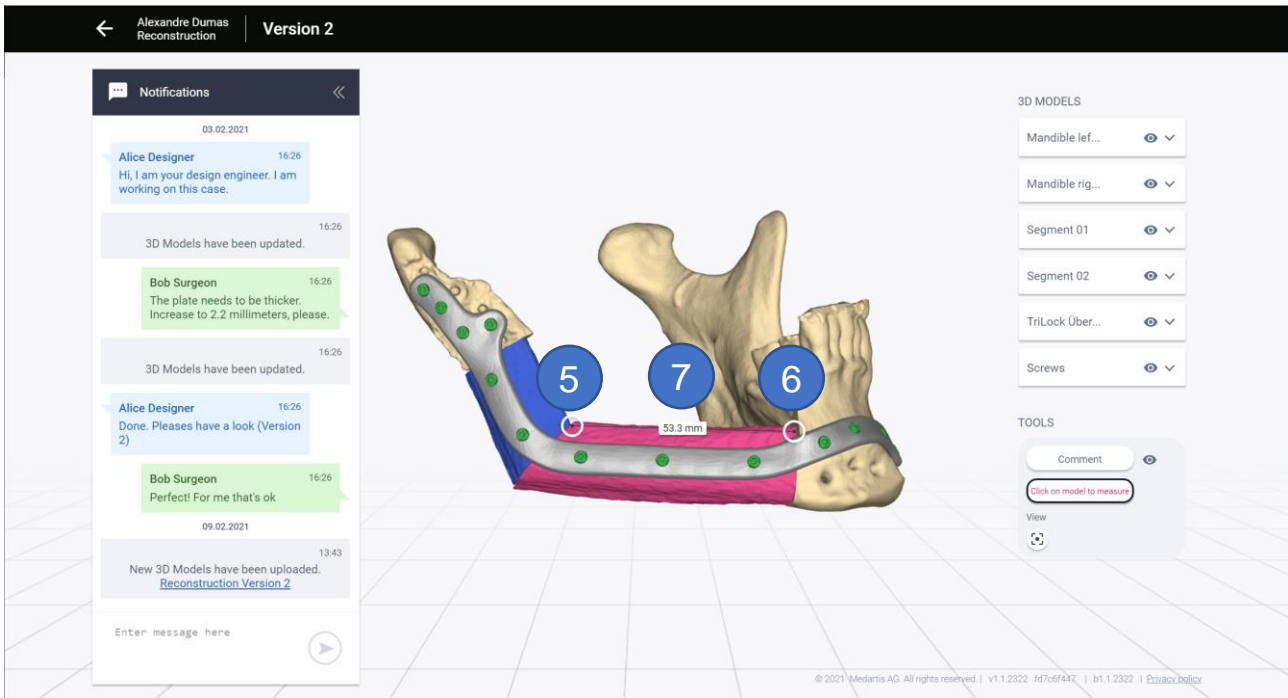 Alexandre Dumas
Reconstruction
Version 2
Notifications
03.02.2021
Alice Designer 16:26
Hi, I am your design engineer. I am
working on this case.
16:26
3D Models have been updated.
Bob Surgeon 16:26
The plate needs to be thicker.
Increase to 2.2 millimeters, please.
16:26
3D Models have been updated.
Alice Designer 16:26
Done. Pleases have a look (Version
2)
Bob Surgeon 16:26
Perfect! For me that's ok
09.02.2021
13:43
New 3D Models have been uploaded.
Reconstruction Version 2
Enter message here
5
7
6
53.3 mm
3D MODELS
Mandible lef...
Mandible rig...
Segment 01
Segment 02
TriLock Über...
Screws
TOOLS
Comment
Click on model to measure
View
© 2021 Medartis AG. All rights reserved. | v1.1.2322 fd7c6f447 | b1.1.2322 | Privacy policy